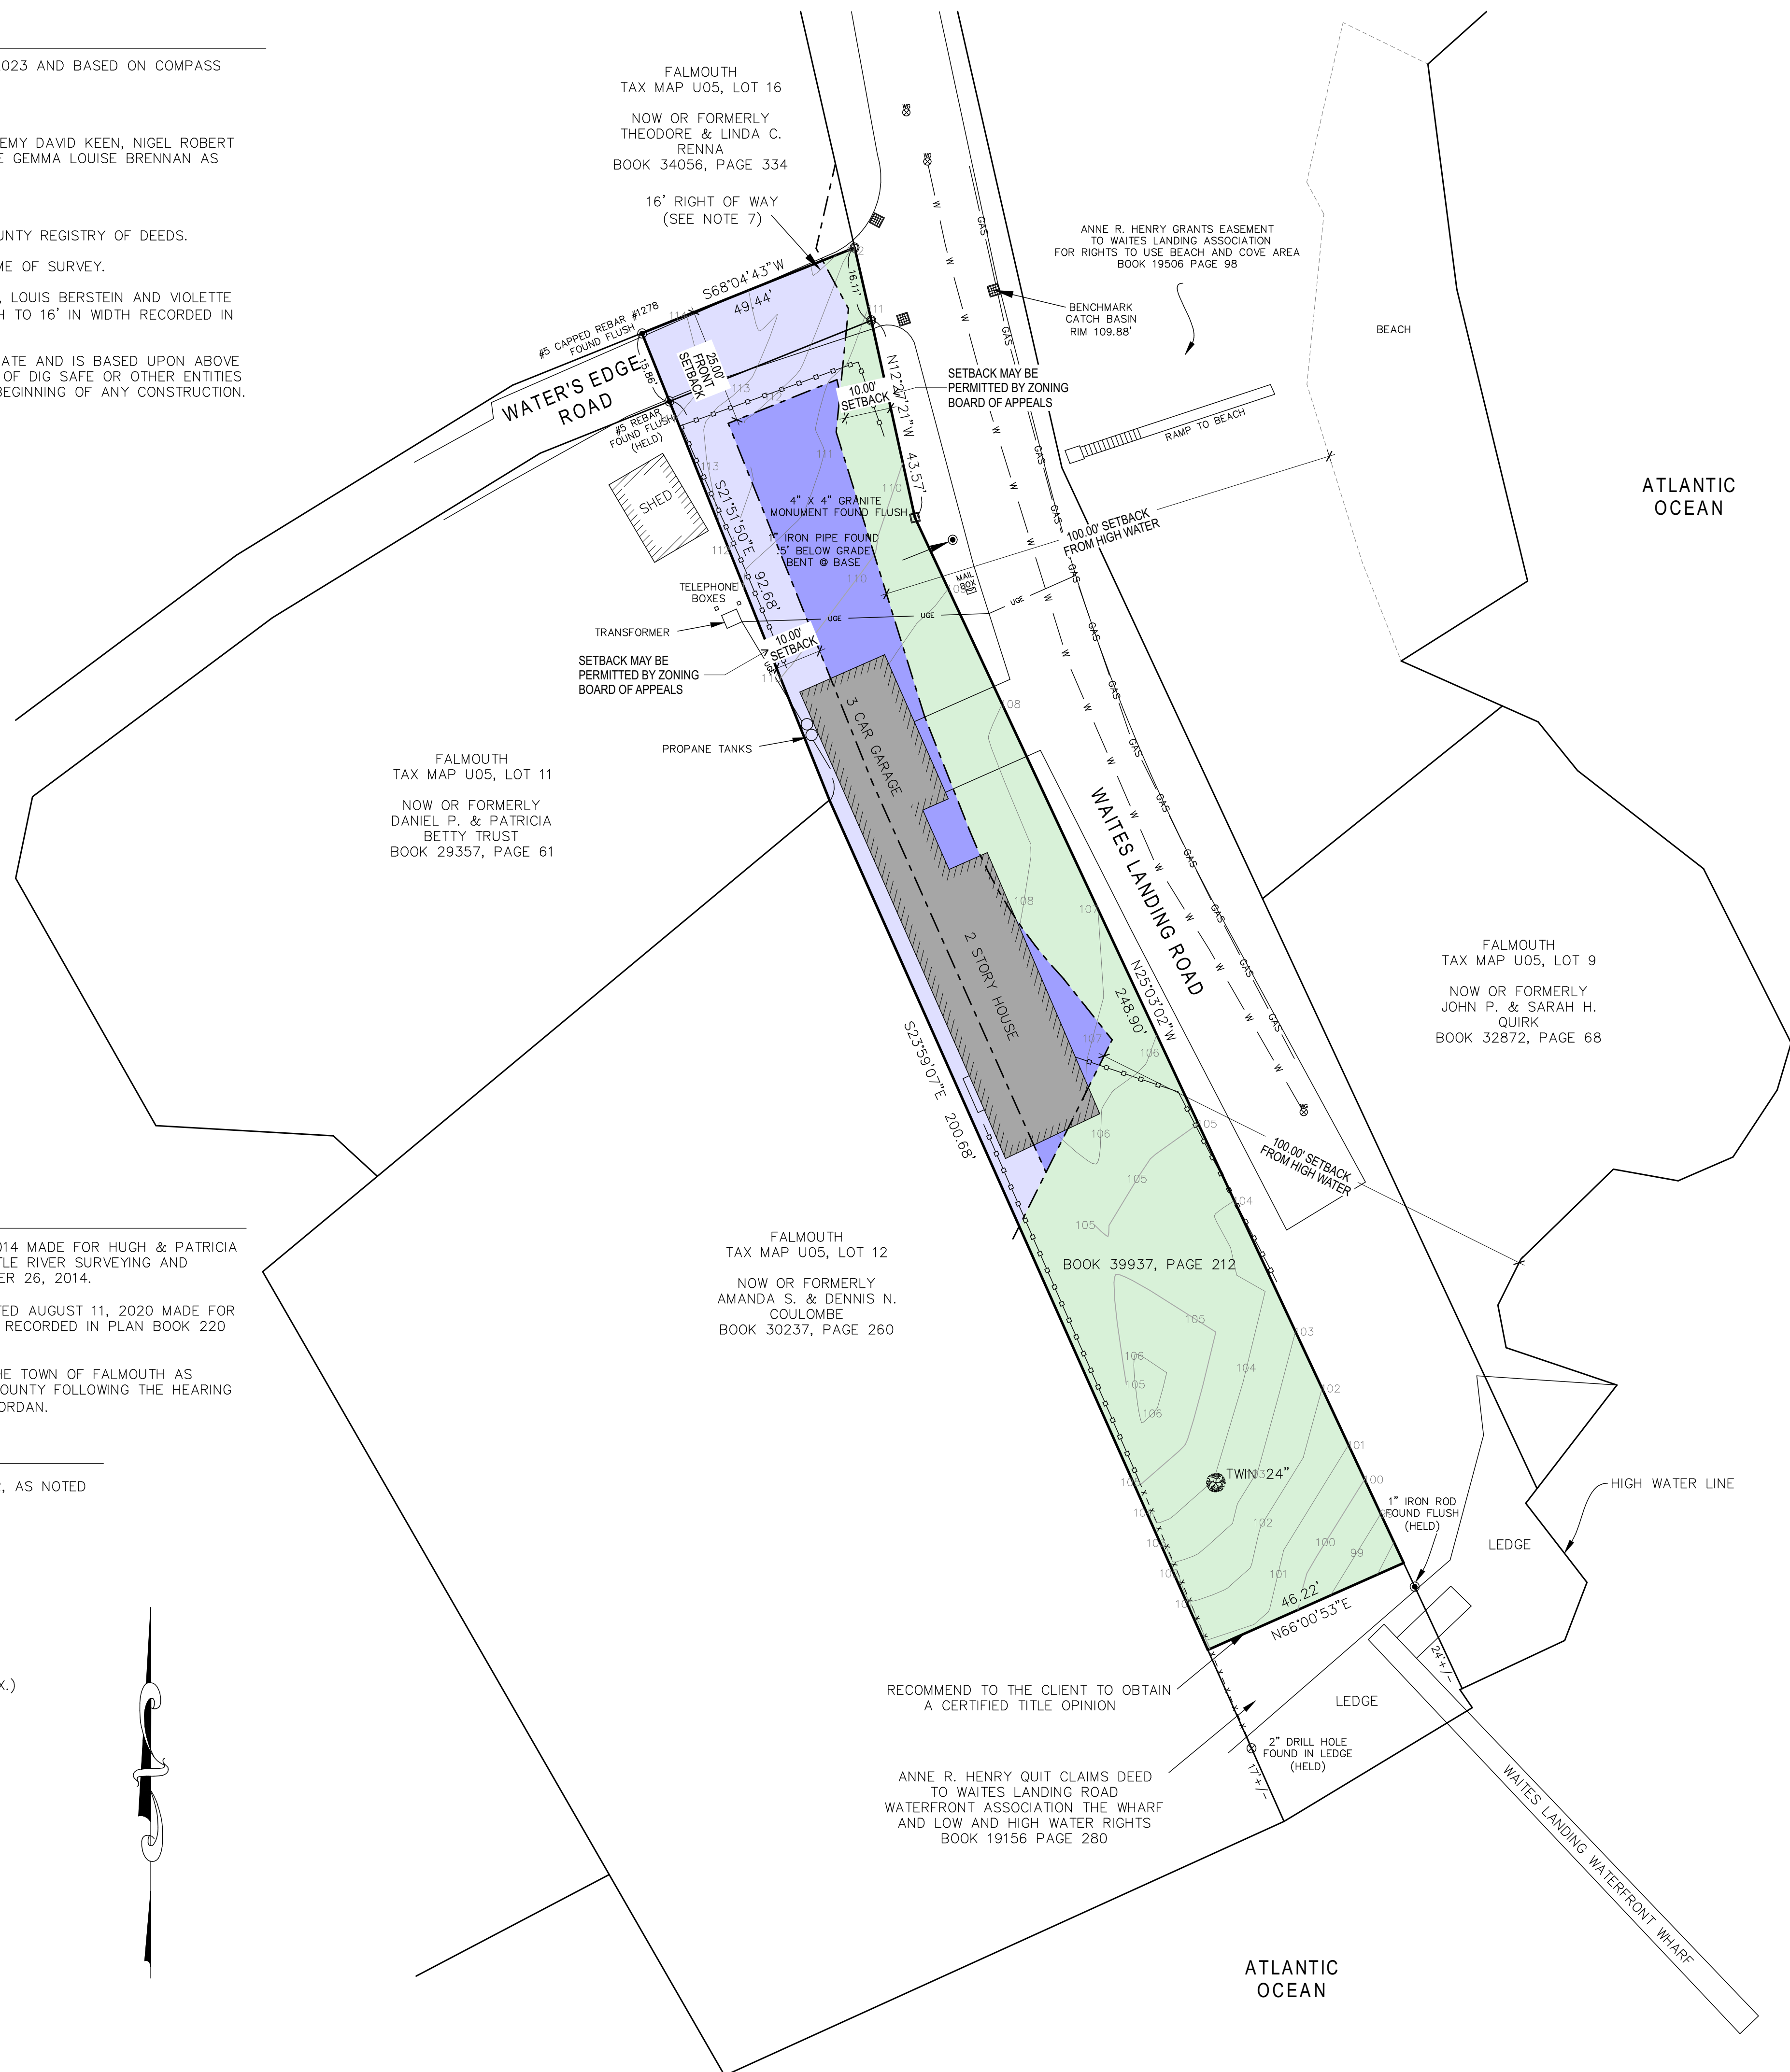 023 AND BASED ON COMPASS
EMY DAVID KEEN, NIGEL ROBERT
E GEMMA LOUISE BRENNAN AS
UNTY REGISTRY OF DEEDS.
ME OF SURVEY.
, LOUIS BERSTEIN AND VIOLETTE
H TO 16' IN WIDTH RECORDED IN
ATE AND IS BASED UPON ABOVE
OF DIG SAFE OR OTHER ENTITIES
BEGINNING OF ANY CONSTRUCTION.
014 MADE FOR HUGH & PATRICIA
TLE RIVER SURVEYING AND
ER 26, 2014.
TED AUGUST 11, 2020 MADE FOR
RECORDED IN PLAN BOOK 220
HE TOWN OF FALMOUTH AS
OUNTY FOLLOWING THE HEARING
ORDAN.
, AS NOTED
X.)
FALMOUTH
TAX MAP U05, LOT 16
NOW OR FORMERLY
THEODORE & LINDA C.
RENNA
BOOK 34056, PAGE 334
16' RIGHT OF WAY
(SEE NOTE 7)
ANNE R. HENRY GRANTS EASEMENT
TO WAITES LANDING ASSOCIATION
FOR RIGHTS TO USE BEACH AND COVE AREA
BOOK 19506 PAGE 98
BENCHMARK
CATCH BASIN
RIM 109.88'
BEACH
RAMP TO BEACH
ATLANTIC
OCEAN
#5 CAPPED REBAR #1278
FOUND FLUSH
S68°04'43"W
49.44'
16.11'
15.86'
WATER'S EDGE
ROAD
#5 REBAR
FOUND FLUSH
(HELD)
25.00'
FRONT
SETBACK
10.00'
SETBACK
SETBACK MAY BE
PERMITTED BY ZONING
BOARD OF APPEALS
N12°27'21"W 43.57'
SHED
S21°51'50"E 92.68'
4" X 4" GRANITE
MONUMENT FOUND FLUSH
1" IRON PIPE FOUND
.5' BELOW GRADE
BENT @ BASE
100.00' SETBACK
FROM HIGH WATER
MAIL
BOX
TELEPHONE
BOXES
TRANSFORMER
UGE
UGE
UGE
UGE
10.00'
SETBACK
SETBACK MAY BE
PERMITTED BY ZONING
BOARD OF APPEALS
PROPANE TANKS
3 CAR GARAGE
2 STORY HOUSE
WAITES LANDING ROAD
N25°03'02"W
248.90'
S23°59'07"E 200.68'
FALMOUTH
TAX MAP U05, LOT 11
NOW OR FORMERLY
DANIEL P. & PATRICIA
BETTY TRUST
BOOK 29357, PAGE 61
FALMOUTH
TAX MAP U05, LOT 9
NOW OR FORMERLY
JOHN P. & SARAH H.
QUIRK
BOOK 32872, PAGE 68
100.00' SETBACK
FROM HIGH WATER
FALMOUTH
TAX MAP U05, LOT 12
NOW OR FORMERLY
AMANDA S. & DENNIS N.
COULOMBE
BOOK 30237, PAGE 260
BOOK 39937, PAGE 212
TWIN 24"
1" IRON ROD
FOUND FLUSH
(HELD)
HIGH WATER LINE
LEDGE
46.22'
N66°00'53"E
RECOMMEND TO THE CLIENT TO OBTAIN
A CERTIFIED TITLE OPINION
24'+/-
LEDGE
2" DRILL HOLE
FOUND IN LEDGE
(HELD)
17'+/-
ANNE R. HENRY QUIT CLAIMS DEED
TO WAITES LANDING ROAD
WATERFRONT ASSOCIATION THE WHARF
AND LOW AND HIGH WATER RIGHTS
BOOK 19156 PAGE 280
WAITES LANDING WATERFRONT WHARF
ATLANTIC
OCEAN